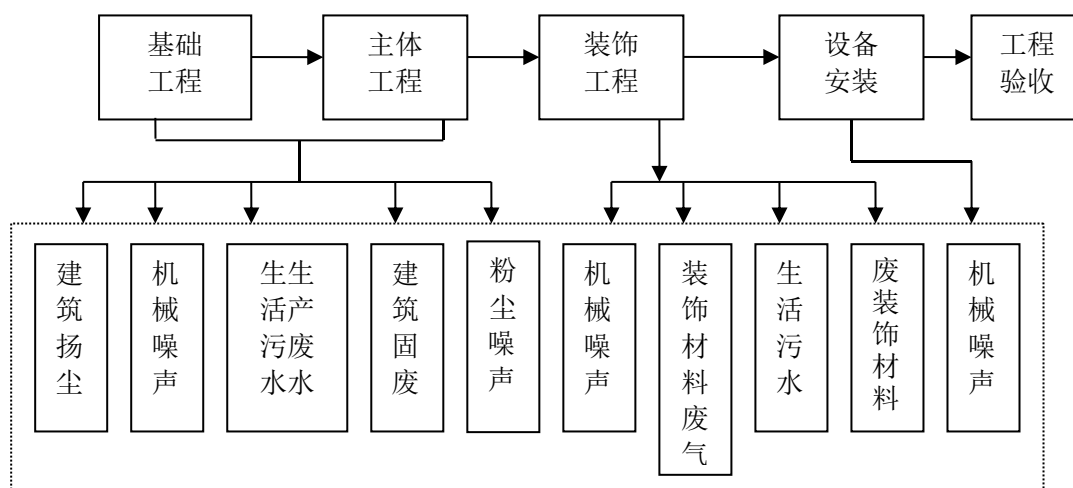 基础
工程
主体
工程
装饰
工程
设备
安装
工程
验收
建筑扬尘
机械噪声
生活污水
生产废水
建筑固废
粉尘噪声
机械噪声
装饰材料废气
生活污水
废装饰材料
机械噪声